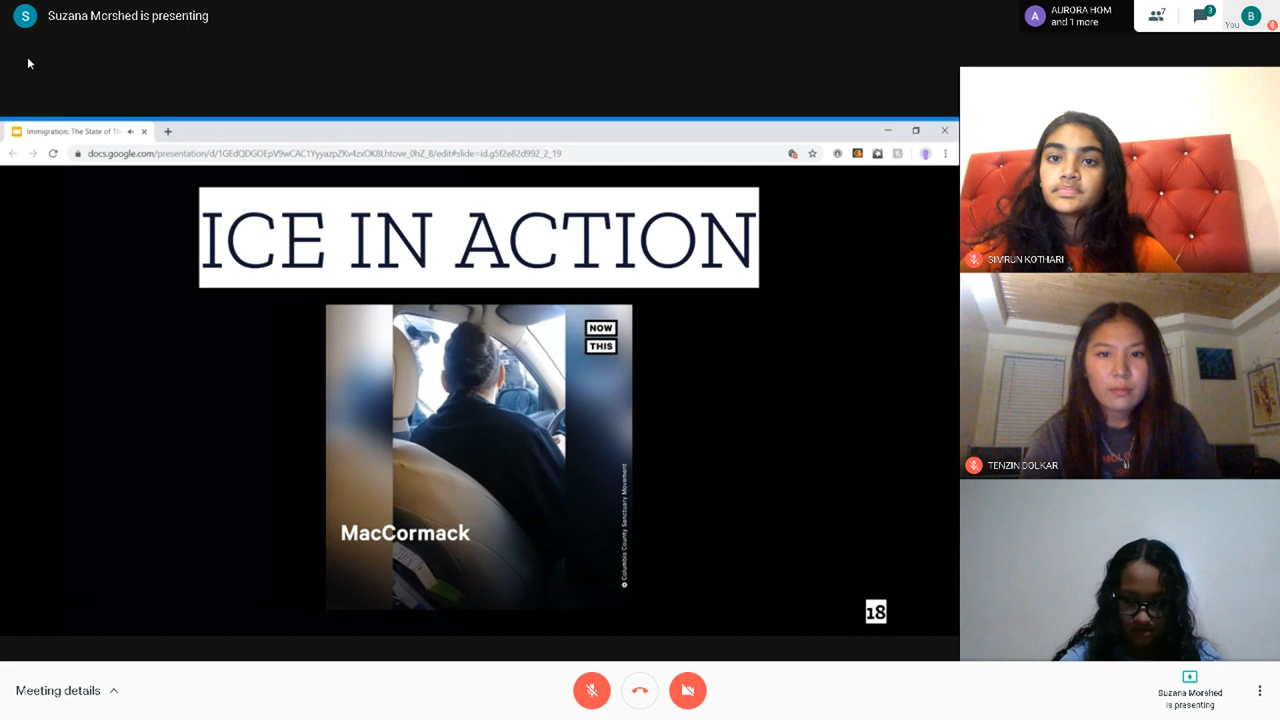 S
Suzana Morshed is presenting
A
AURORA HOM
and 1 more
7
3
You
B
Immigration: The State of Th
docs.google.com/presentation/d/1GEdQDGOEpV9wCAC1YyyazpZKv4zxOK8Lhtove_0hZ_8/edit#slide=id.g5f2e82d992_2_19
ICE IN ACTION
NOW
THIS
MacCormack
© Columbia County Sanctuary Movement
18
SIMRUN KOTHARI
TENZIN DOLKAR
Meeting details
Suzana Morshed
is presenting